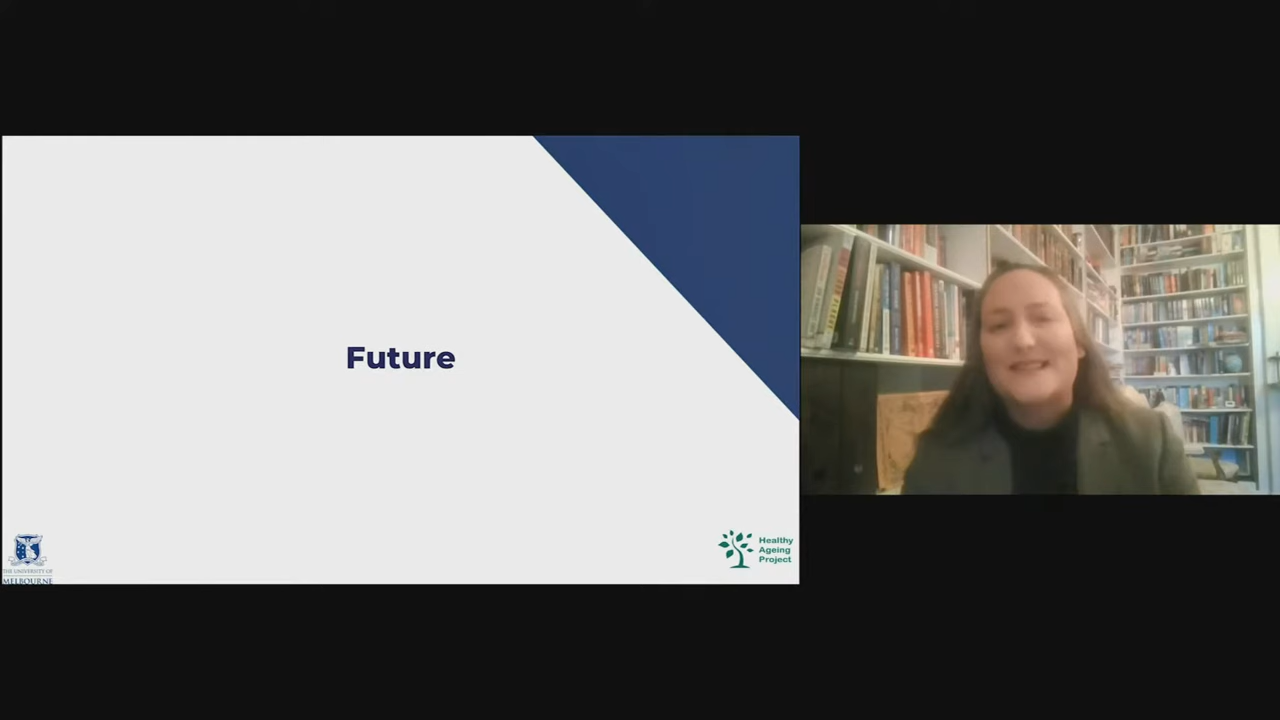 Future
THE UNIVERSITY OF
MELBOURNE
Healthy
Ageing
Project